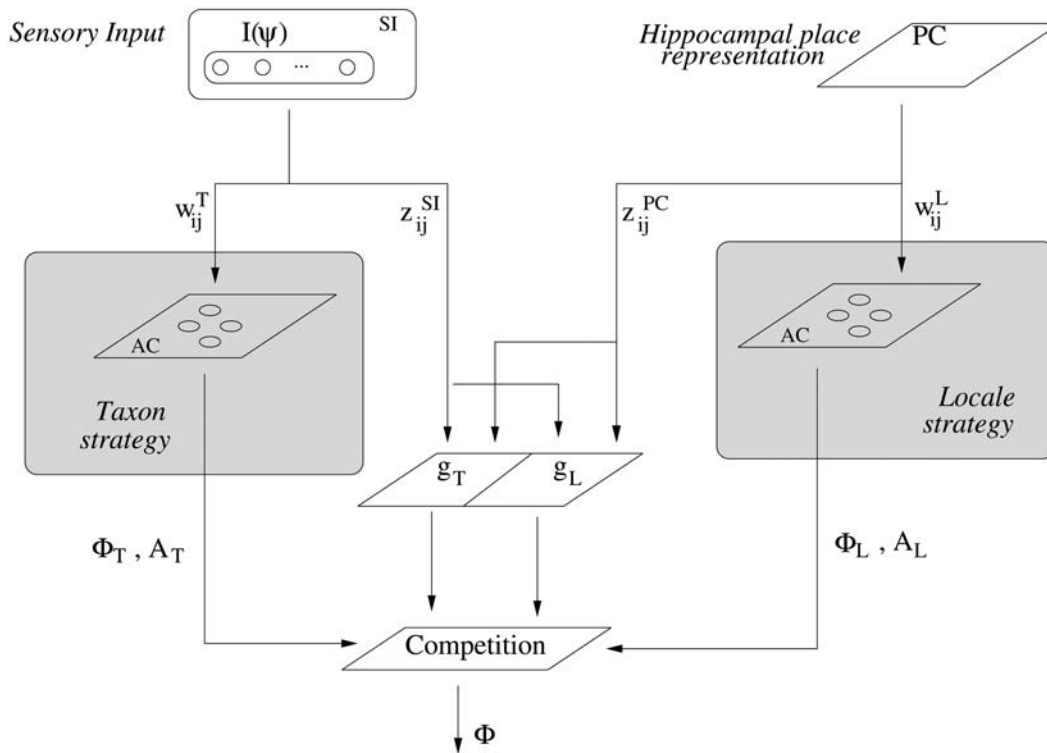 Sensory Input
I(ψ)
SI
...
Hippocampal place
representation
PC
w_ij^T
z_ij^SI
z_ij^PC
w_ij^L
AC
Taxon
strategy
AC
Locale
strategy
g_T
g_L
Φ_T , A_T
Φ_L , A_L
Competition
Φ